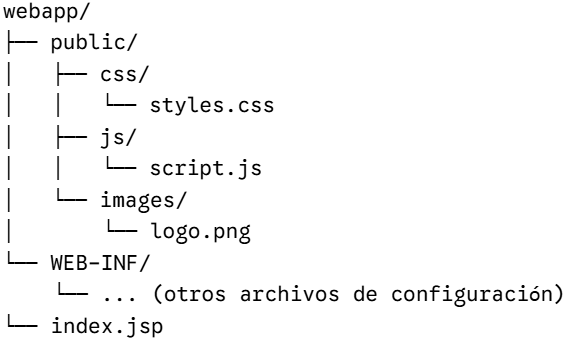 webapp/
├── public/
│   ├── css/
│   │   └── styles.css
│   ├── js/
│   │   └── script.js
│   └── images/
│       └── logo.png
└── WEB-INF/
    └── ... (otros archivos de configuración)
└── index.jsp